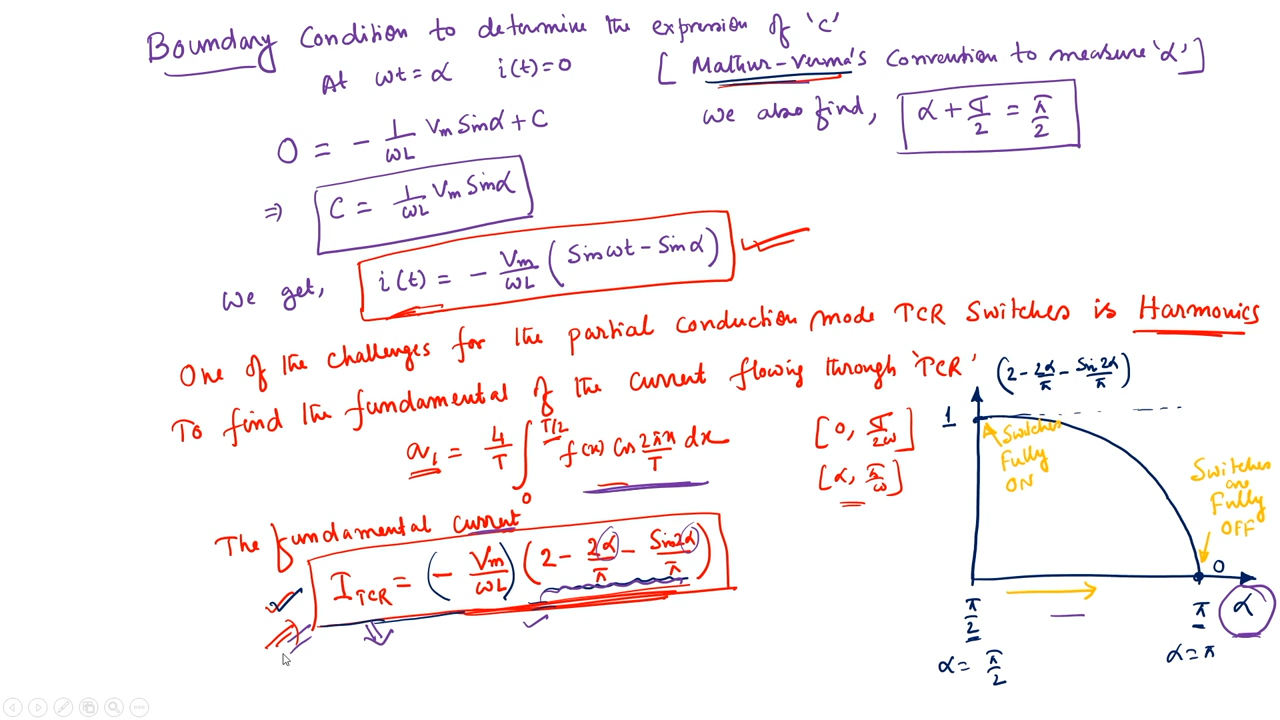 Boundary Condition to determine the expression of 'c'
At ωt = α i(t) = 0 [Mathur-Verma's Convention to measure 'α']
We also find, α + σ/2 = π/2
0 = - 1/ωL Vm Sinα + C
⇒ C = 1/ωL Vm Sinα
We get, i(t) = - Vm/ωL (Sinωt - Sinα)
One of the challenges for the partial conduction mode TCR Switches is Harmonics
To find the fundamental of the current flowing through 'TCR'
a₁ = 4/T ∫₀^(T/2) f(x) Cos 2πx/T dx
[0, π/2ω]
[α, π/ω]
The fundamental current
I_TCR = (- Vm/ωL) (2 - 2α/π - Sin2α/π)
(2 - 2α/π - Sin2α/π)
1
Switches
Fully
ON
Switches
are
Fully
OFF
0
π/2 π α
α = π/2 α = π